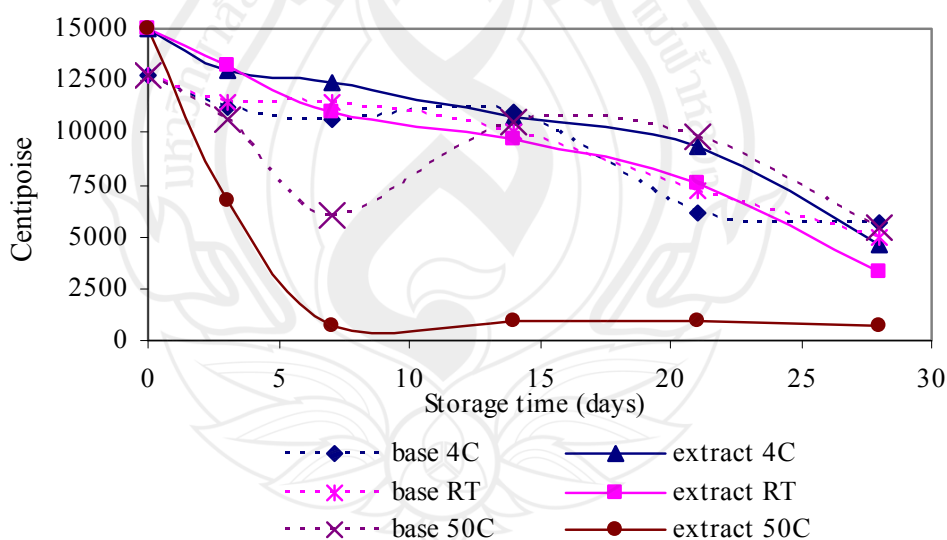 15000
12500
10000
7500
5000
2500
0
Centipoise
0 5 10 15 20 25 30
Storage time (days)
base 4C extract 4C
base RT extract RT
base 50C extract 50C